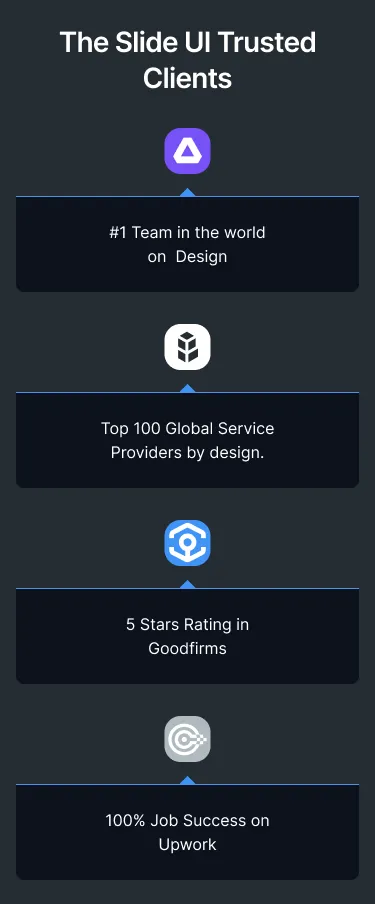 The Slide UI Trusted
Clients
#1 Team in the world
on  Design
Top 100 Global Service
Providers by design.
5 Stars Rating in
Goodfirms
100% Job Success on
Upwork